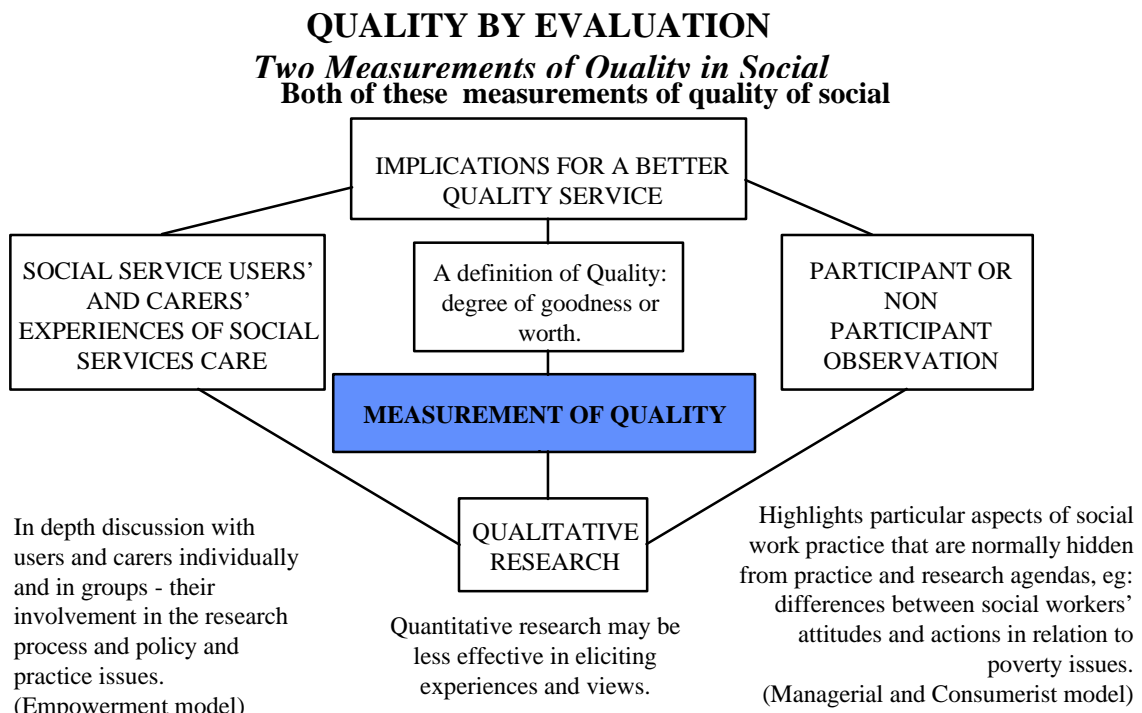 QUALITY BY EVALUATION
Two Measurements of Quality in Social
Both of these measurements of quality of social
IMPLICATIONS FOR A BETTER
QUALITY SERVICE
SOCIAL SERVICE USERS’
AND CARERS’
EXPERIENCES OF SOCIAL
SERVICES CARE
A definition of Quality:
degree of goodness or
worth.
PARTICIPANT OR
NON
PARTICIPANT
OBSERVATION
MEASUREMENT OF QUALITY
QUALITATIVE
RESEARCH
In depth discussion with
users and carers individually
and in groups - their
involvement in the research
process and policy and
practice issues.
(Empowerment model)
Quantitative research may be
less effective in eliciting
experiences and views.
Highlights particular aspects of social
work practice that are normally hidden
from practice and research agendas, eg:
differences between social workers’
attitudes and actions in relation to
poverty issues.
(Managerial and Consumerist model)